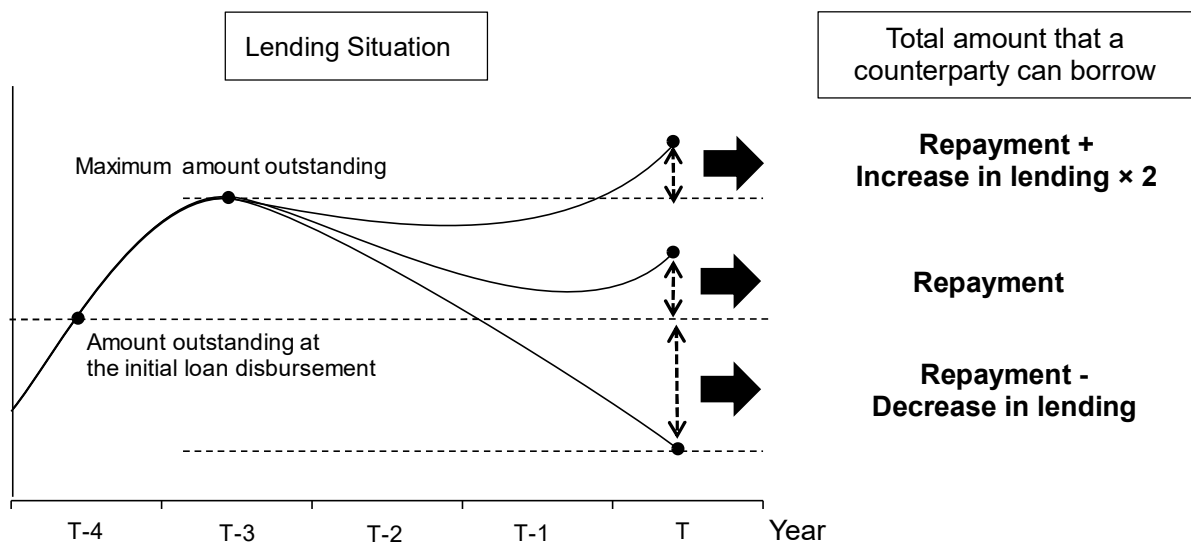 Lending Situation
Total amount that a
counterparty can borrow
Maximum amount outstanding
Repayment +
Increase in lending × 2
Repayment
Amount outstanding at
the initial loan disbursement
Repayment -
Decrease in lending
T-4
T-3
T-2
T-1
T
Year